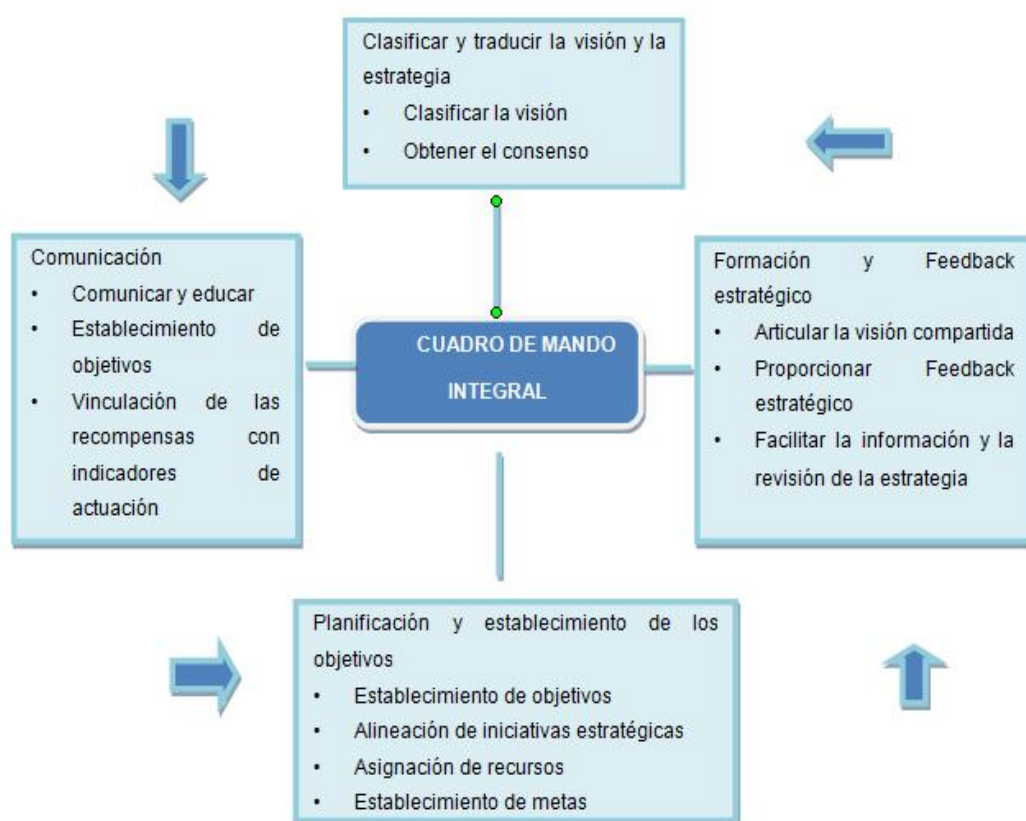 Clasificar y traducir la visión y la
estrategia
• Clasificar la visión
• Obtener el consenso
Comunicación
• Comunicar y educar
• Establecimiento de
objetivos
• Vinculación de las
recompensas con
indicadores de
actuación
CUADRO DE MANDO
INTEGRAL
Formación y Feedback
estratégico
• Articular la visión compartida
• Proporcionar Feedback
estratégico
• Facilitar la información y la
revisión de la estrategia
Planificación y establecimiento de los
objetivos
• Establecimiento de objetivos
• Alineación de iniciativas estratégicas
• Asignación de recursos
• Establecimiento de metas